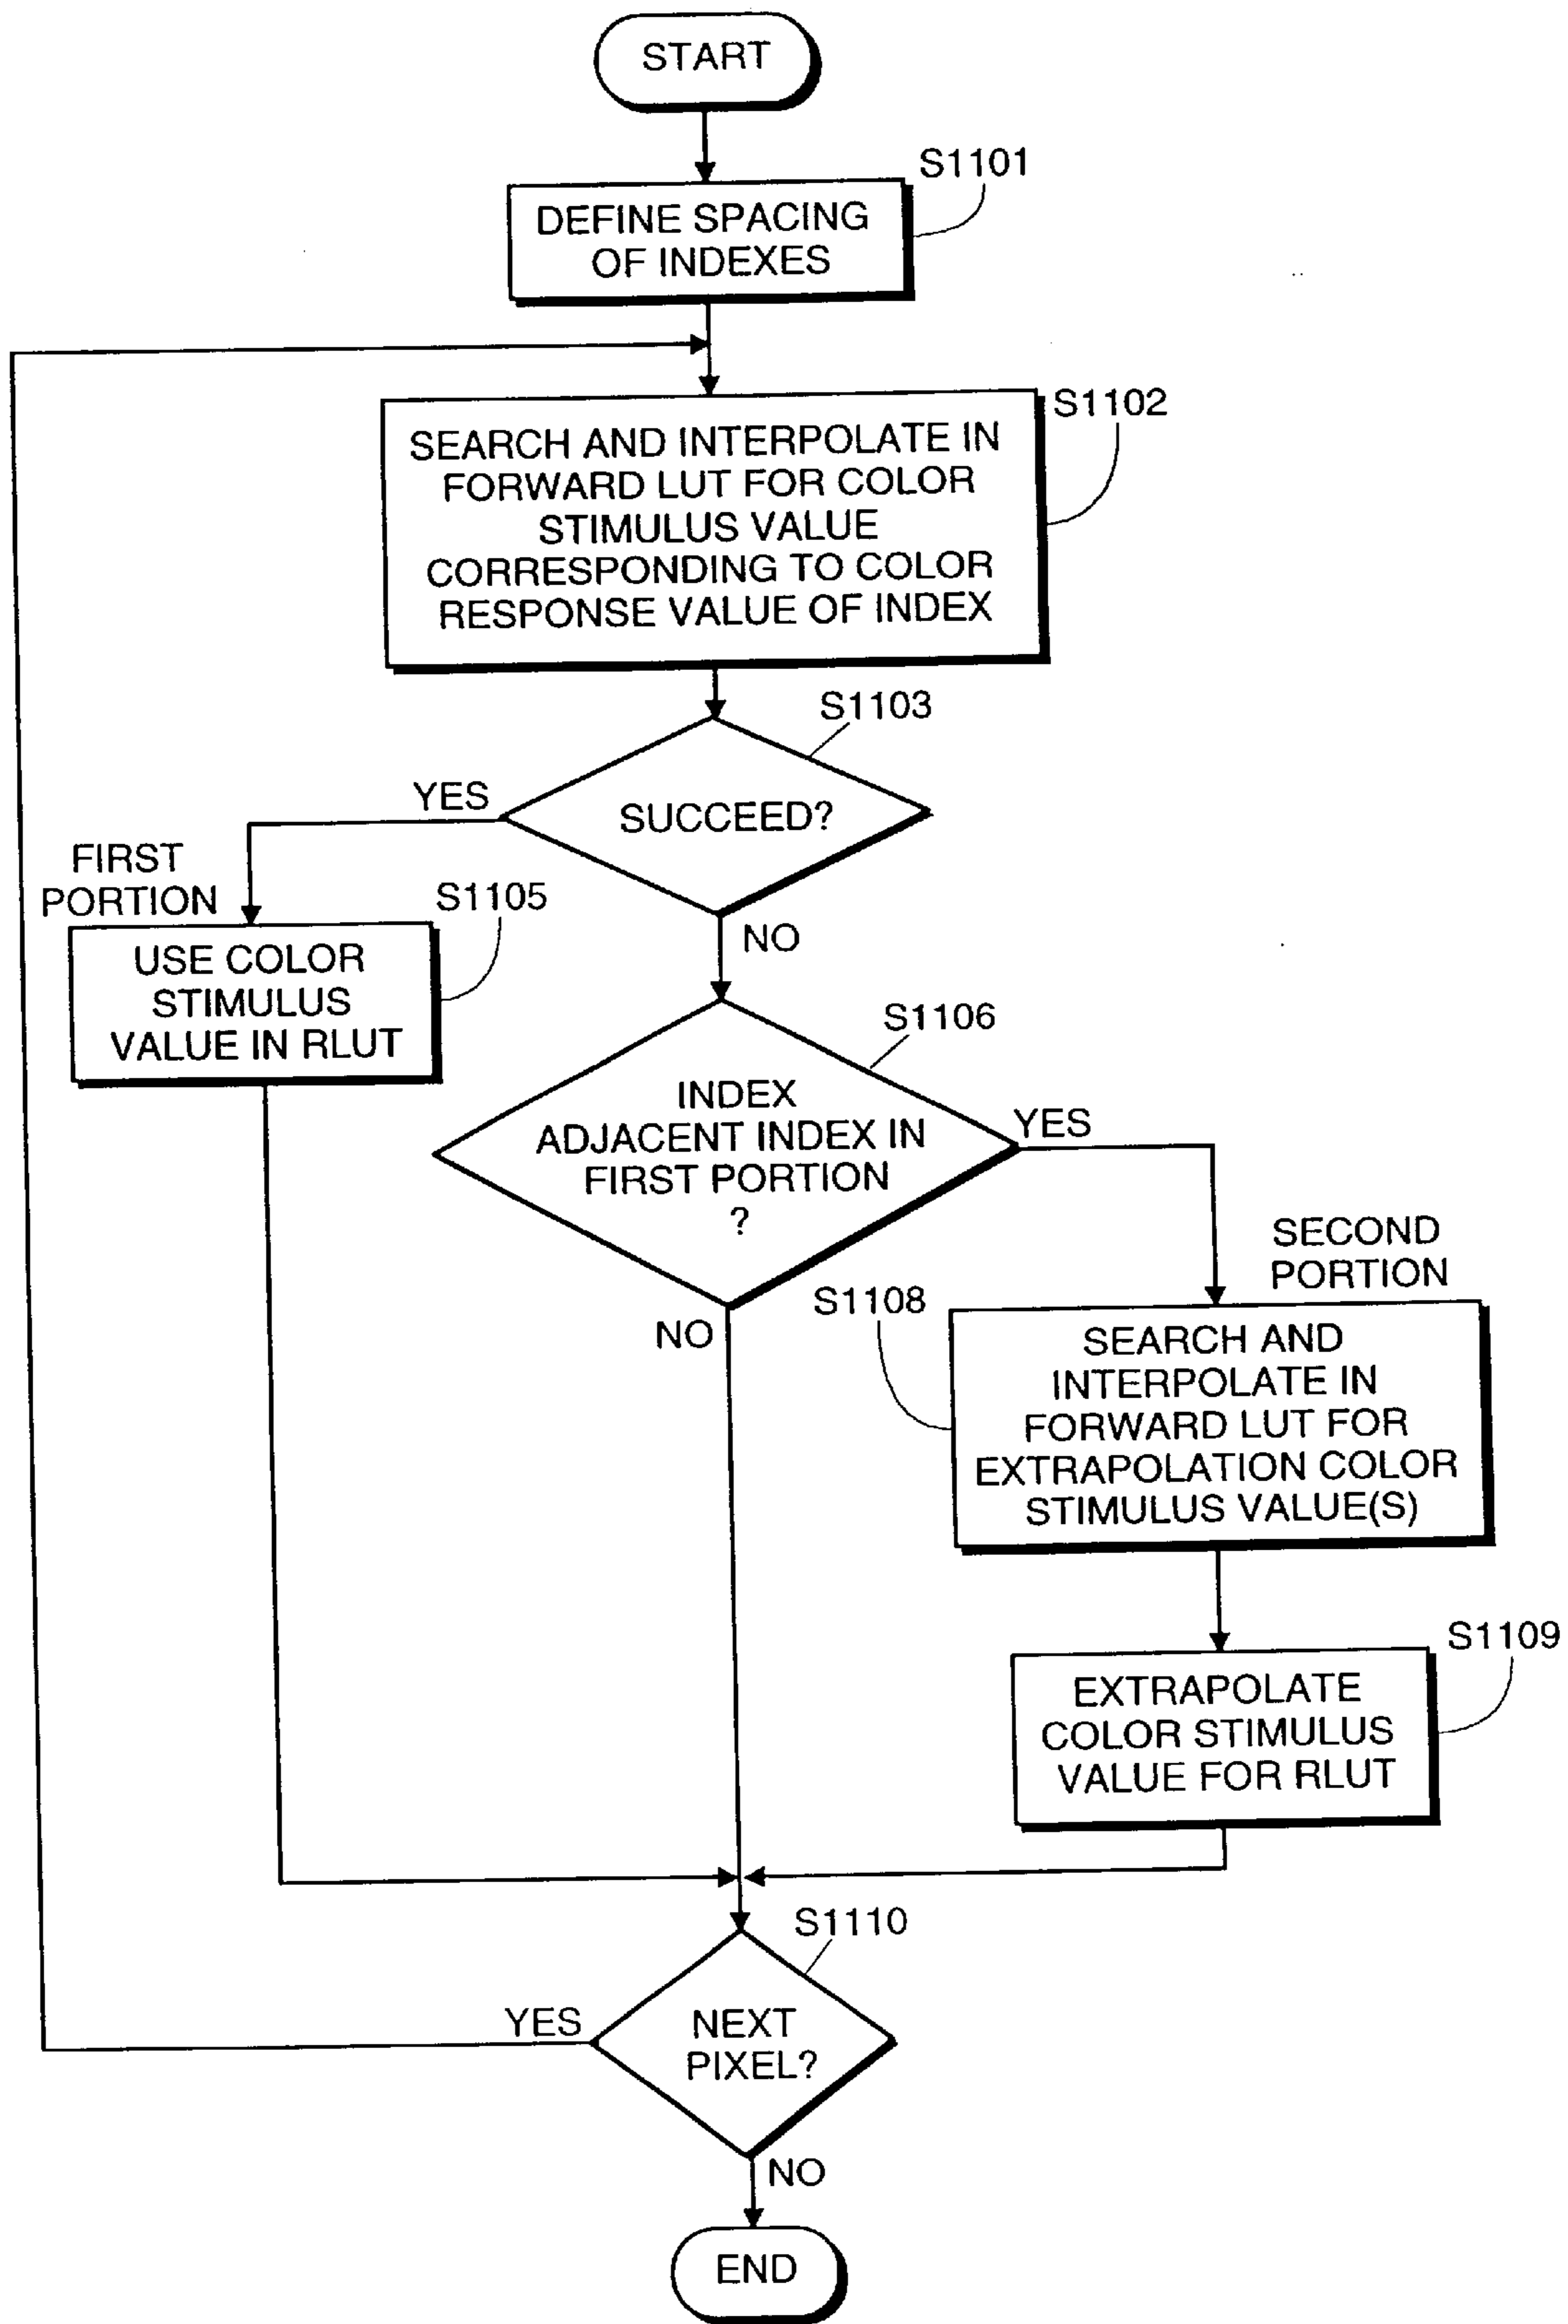 START
S1101
DEFINE SPACING
OF INDEXES
S1102
SEARCH AND INTERPOLATE IN
FORWARD LUT FOR COLOR
STIMULUS VALUE
CORRESPONDING TO COLOR
RESPONSE VALUE OF INDEX
S1103
SUCCEED?
YES
NO
FIRST
PORTION
S1105
USE COLOR
STIMULUS
VALUE IN RLUT
S1106
INDEX
ADJACENT INDEX IN
FIRST PORTION
?
YES
NO
SECOND
PORTION
S1108
SEARCH AND
INTERPOLATE IN
FORWARD LUT FOR
EXTRAPOLATION COLOR
STIMULUS VALUE(S)
S1109
EXTRAPOLATE
COLOR STIMULUS
VALUE FOR RLUT
S1110
NEXT
PIXEL?
YES
NO
END